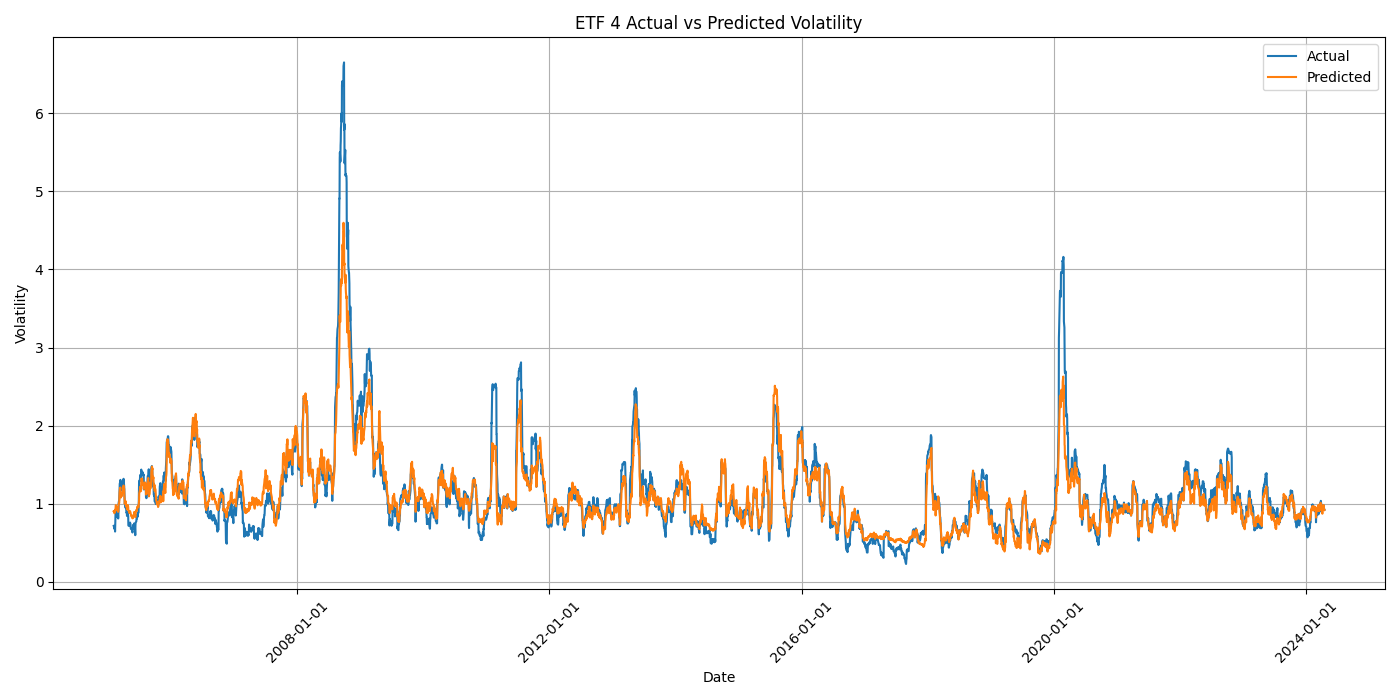 ETF 4 Actual vs Predicted Volatility
Actual
Predicted
Volatility
6
5
4
3
2
1
0
2008-01-01
2012-01-01
2016-01-01
2020-01-01
2024-01-01
Date